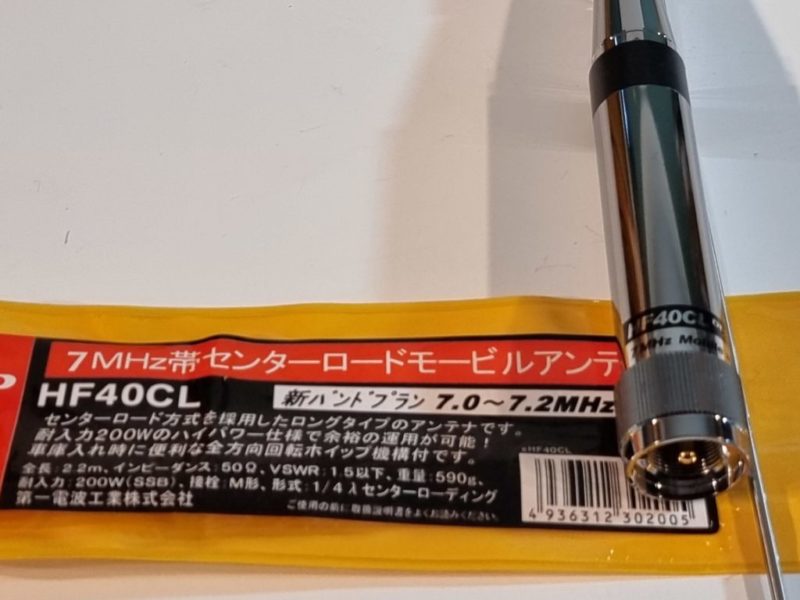 7MHz帯センターロードモービルアンテ
HF40CL
新バンドプラン 7.0～7.2MHz
センターロード方式を採用したロングタイプのアンテナです。
耐入力200Wのハイパワー仕様で余裕の運用が可能！
車庫入れ時に便利な全方向回転ホイップ機構付です。
全長：2.2m、インピーダンス：50Ω、VSWR：1.5以下、重量：590g、
耐入力：200W(SSB)、接栓：M形、形式：1/4λセンターローディング
第一電波工業株式会社
ご使用の前に取扱説明書をよくお読みください。
HF40CL
4 936312 302005
HF40CL
7MHz